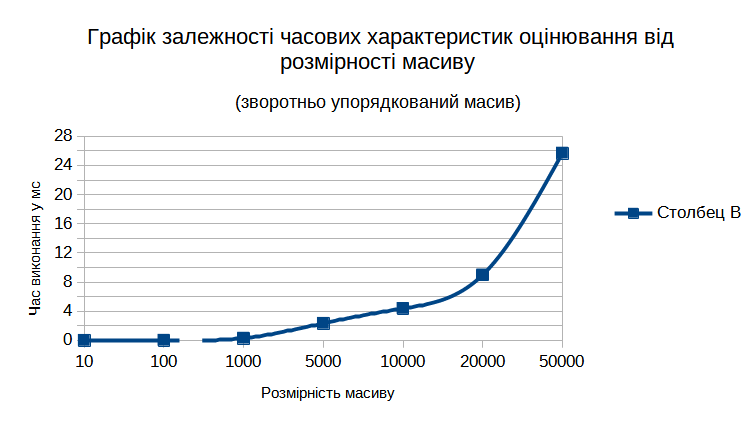 Графік залежності часових характеристик оцінювання від
розмірності масиву
(зворотньо упорядкований масив)
Час виконання у мс
28
24
20
16
12
8
4
0
10 100 1000 5000 10000 20000 50000
Розмірність масиву
Столбец B